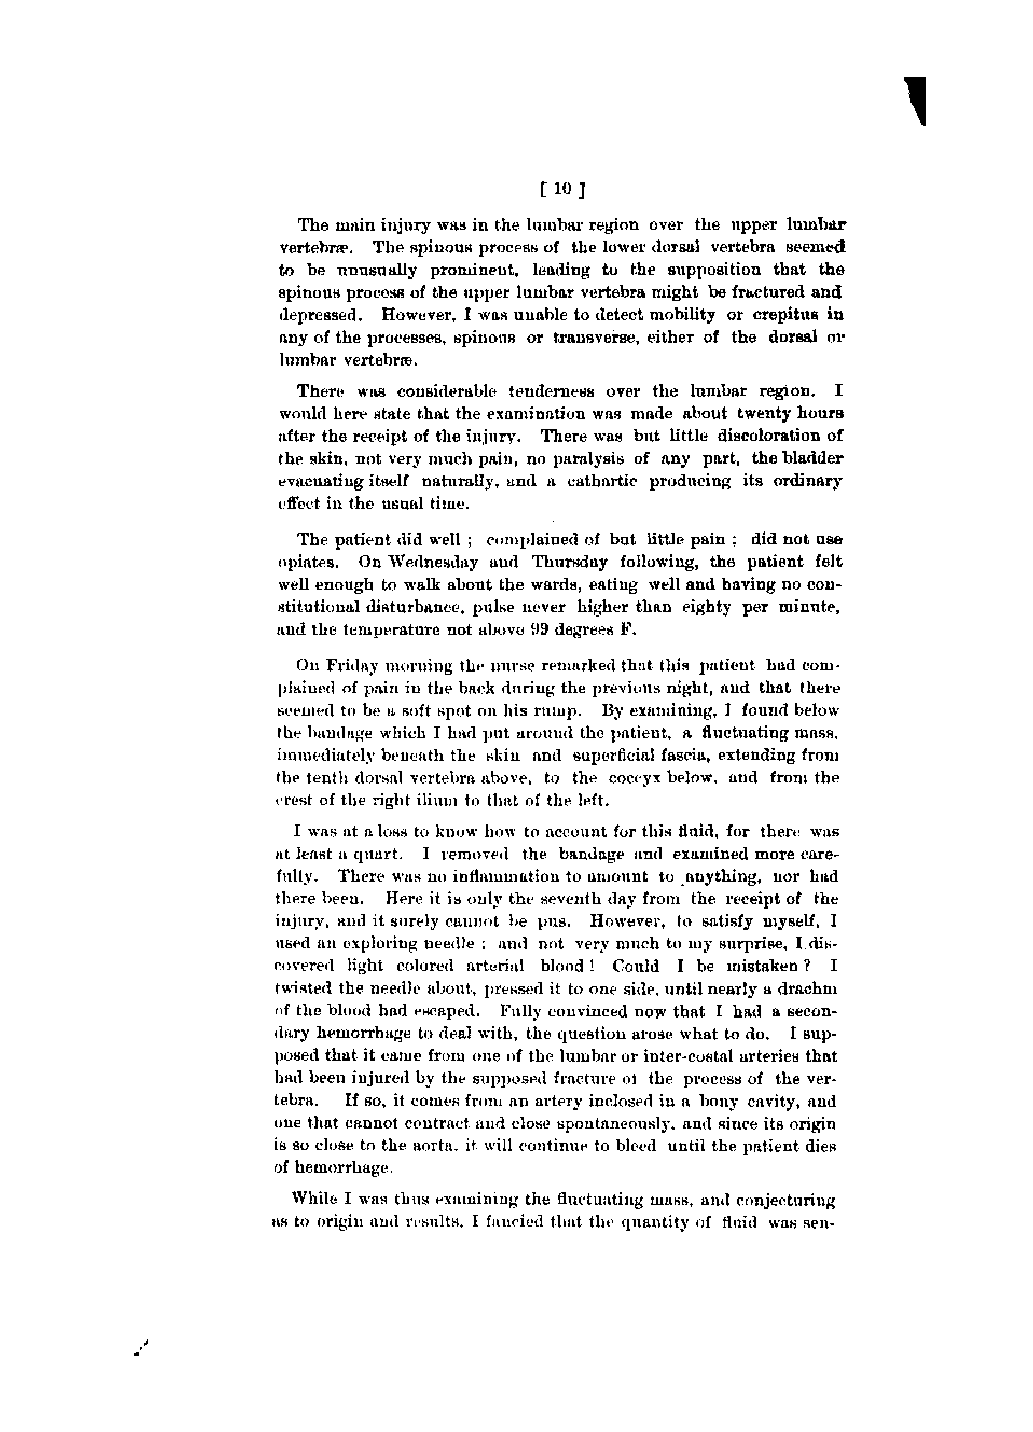 [ 10 ]
The main injury was in the lumbar region over the upper lumbar
vertebræ. The spinous process of the lower dorsal vertebra seemed
to be unusually prominent, leading to the supposition that the
spinous process of the upper lumbar vertebra might be fractured and
depressed. However, I was unable to detect mobility or crepitus in
any of the processes, spinous or transverse, either of the dorsal or
lumbar vertebræ.
There was considerable tenderness over the lumbar region. I
would here state that the examination was made about twenty hours
after the receipt of the injury. There was but little discoloration of
the skin, not very much pain, no paralysis of any part, the bladder
evacuating itself naturally, and a cathartic producing its ordinary
effect in the usual time.
The patient did well ; complained of but little pain ; did not use
opiates. On Wednesday and Thursday following, the patient felt
well enough to walk about the wards, eating well and having no con-
stitutional disturbance, pulse never higher than eighty per minute,
and the temperature not above 99 degrees F.
On Friday morning the nurse remarked that this patient had com-
plained of pain in the back during the previous night, and that there
seemed to be a soft spot on his rump. By examining, I found below
the bandage which I had put around the patient, a fluctuating mass,
immediately beneath the skin and superficial fascia, extending from
the tenth dorsal vertebra above, to the coccyx below, and from the
crest of the right ilium to that of the left.
I was at a loss to know how to account for this fluid, for there was
at least a quart. I removed the bandage and examined more care-
fully. There was no inflammation to amount to anything, nor had
there been. Here it is only the seventh day from the receipt of the
injury, and it surely cannot be pus. However, to satisfy myself, I
used an exploring needle ; and not very much to my surprise, I dis-
covered light colored arterial blood ! Could I be mistaken ? I
twisted the needle about, pressed it to one side, until nearly a drachm
of the blood had escaped. Fully convinced now that I had a secon-
dary hemorrhage to deal with, the question arose what to do. I sup-
posed that it came from one of the lumbar or inter-costal arteries that
had been injured by the supposed fracture of the process of the ver-
tebra. If so, it comes from an artery inclosed in a bony cavity, and
one that cannot contract and close spontaneously, and since its origin
is so close to the aorta, it will continue to bleed until the patient dies
of hemorrhage.
While I was thus examining the fluctuating mass, and conjecturing
as to origin and results, I fancied that the quantity of fluid was sen-